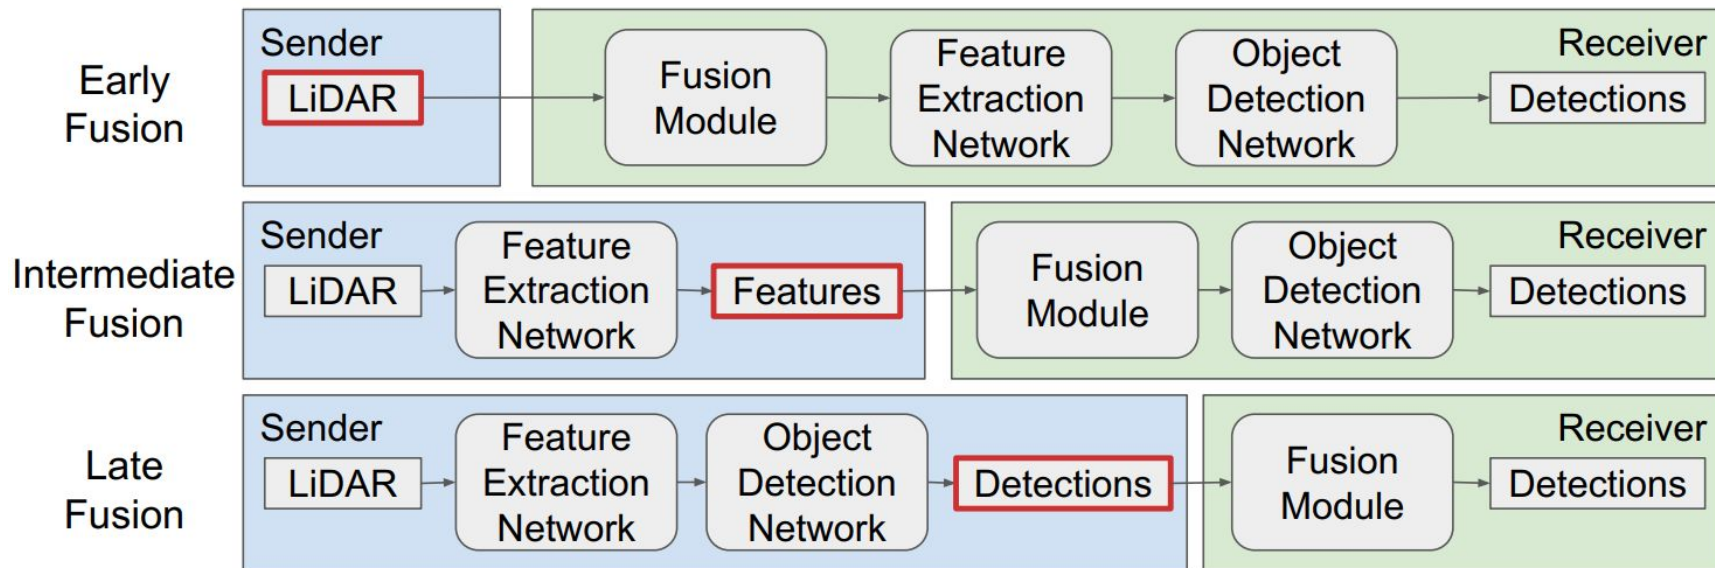 Early
Fusion
Sender
LiDAR
Fusion
Module
Feature
Extraction
Network
Object
Detection
Network
Receiver
Detections
Intermediate
Fusion
Sender
LiDAR
Feature
Extraction
Network
Features
Fusion
Module
Object
Detection
Network
Receiver
Detections
Late
Fusion
Sender
LiDAR
Feature
Extraction
Network
Object
Detection
Network
Detections
Fusion
Module
Receiver
Detections